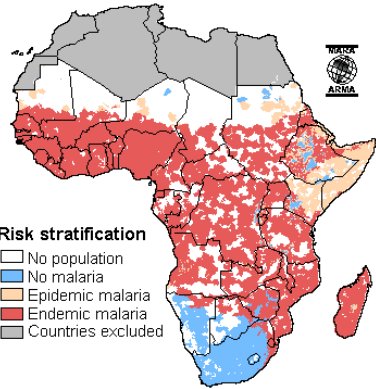 MARA
ARMA
Risk stratification
No population
No malaria
Epidemic malaria
Endemic malaria
Countries excluded